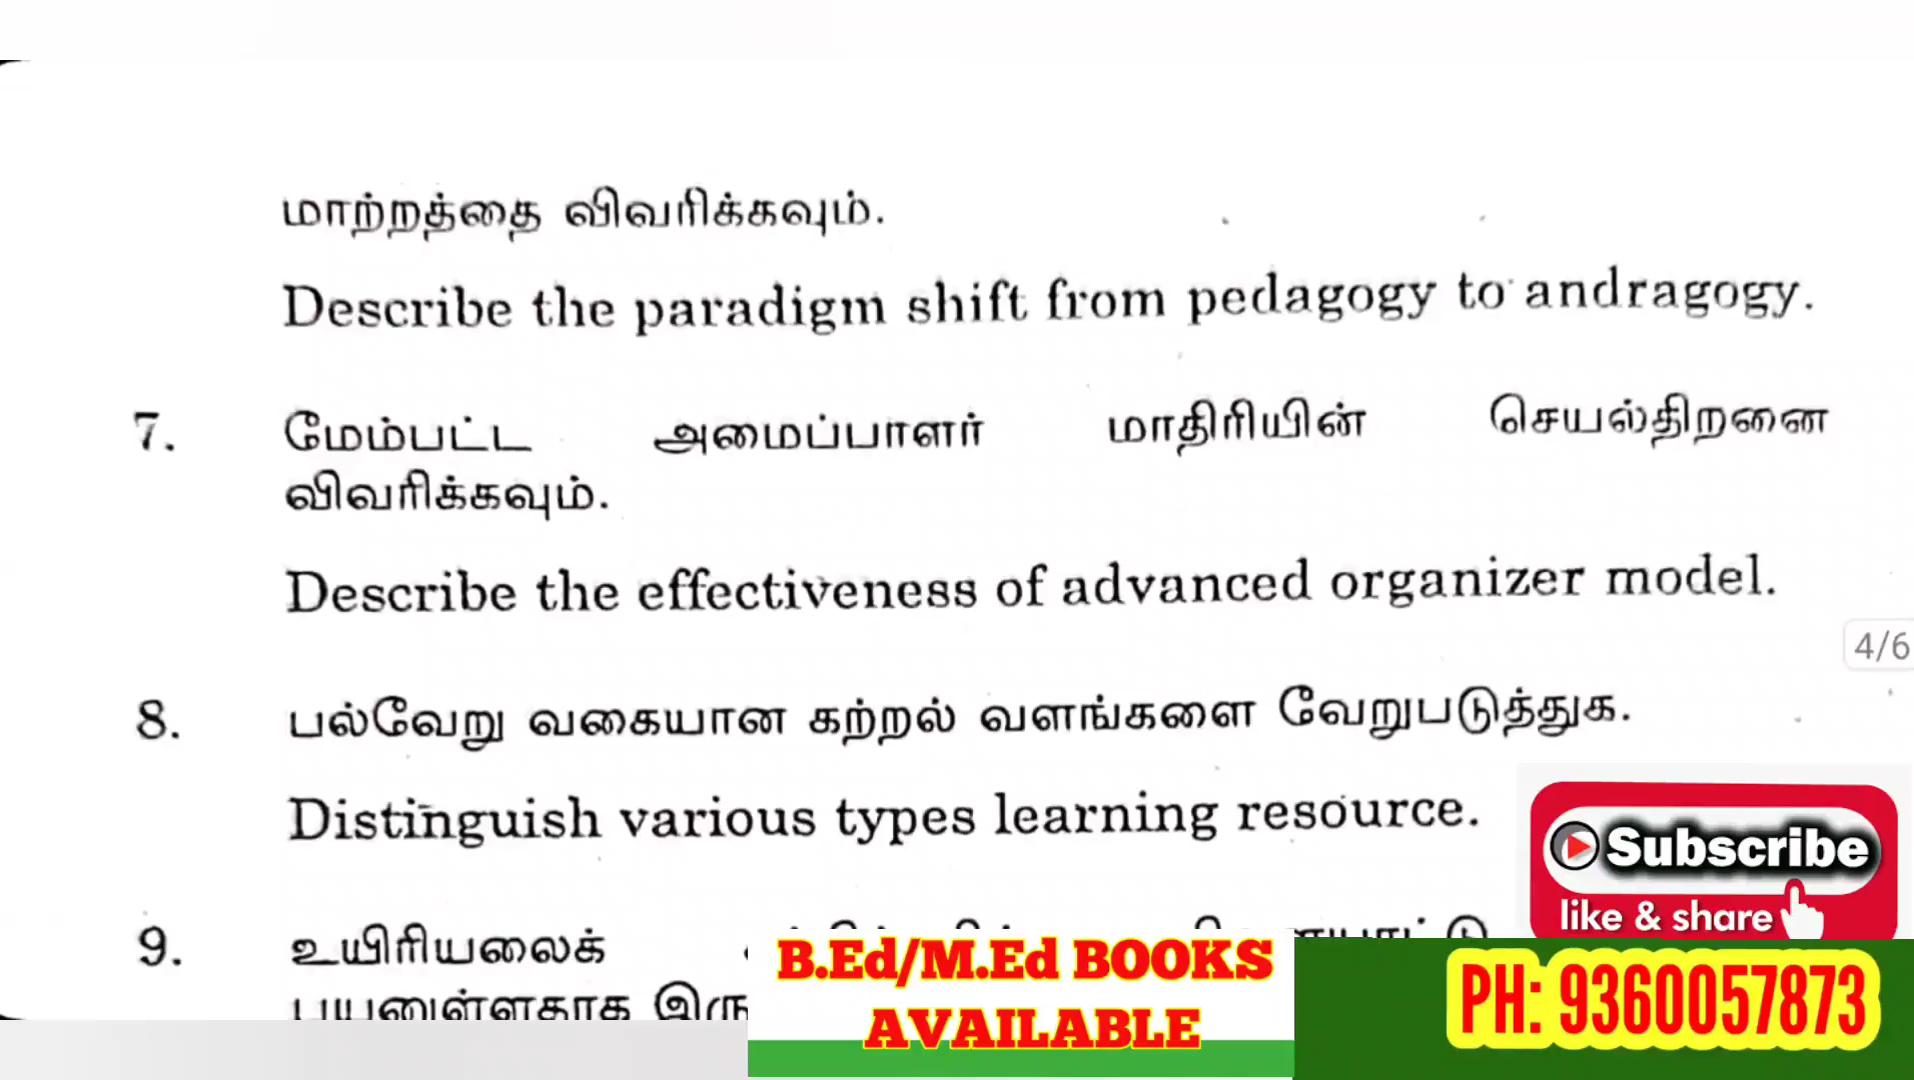 மாற்றத்தை விவரிக்கவும்.
Describe the paradigm shift from pedagogy to andragogy.
7. மேம்பட்ட அமைப்பாளர் மாதிரியின் செயல்திறனை
விவரிக்கவும்.
Describe the effectiveness of advanced organizer model.
4/6
8. பல்வேறு வகையான கற்றல் வளங்களை வேறுபடுத்துக.
Distinguish various types learning resource.
Subscribe
like & share
9. உயிரியலைக்
பயனுள்ளதாக
B.Ed/M.Ed BOOKS
AVAILABLE
PH: 9360057873